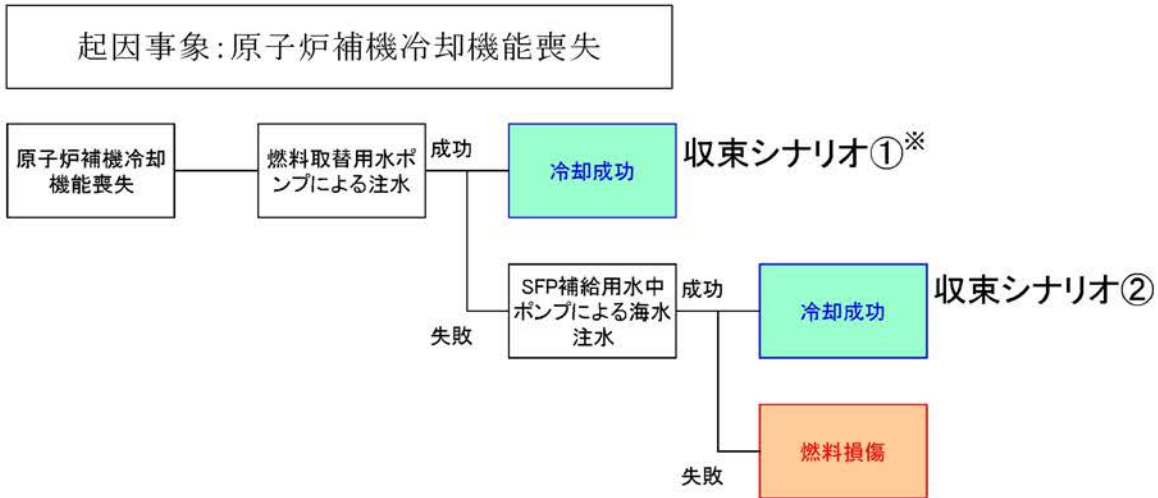 起因事象:原子炉補機冷却機能喪失
原子炉補機冷却
機能喪失
燃料取替用水ポ
ンプによる注水
成功
冷却成功
収束シナリオ①※
失敗
SFP補給用水中
ポンプによる海水
注水
成功
冷却成功
収束シナリオ②
失敗
燃料損傷